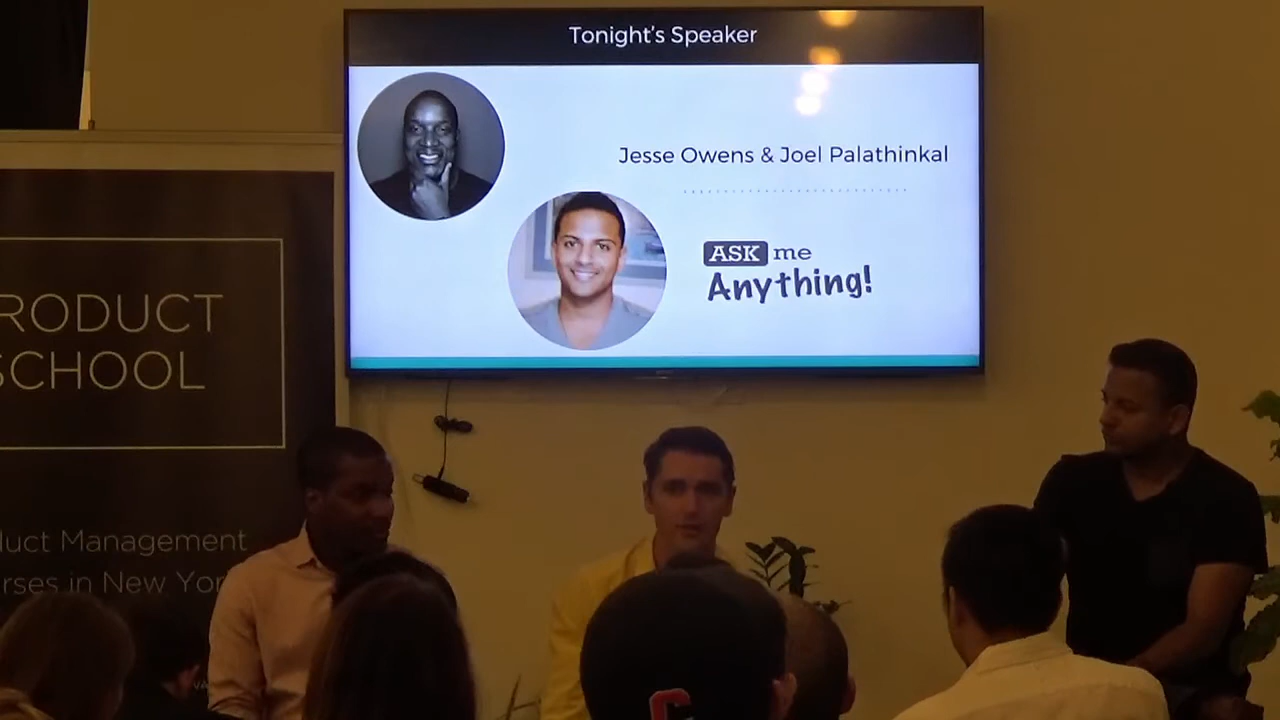 Tonight's Speaker
Jesse Owens & Joel Palathinkal
ASK me
Anything!
RODUCT
SCHOOL
duct Management
rses in New Yor